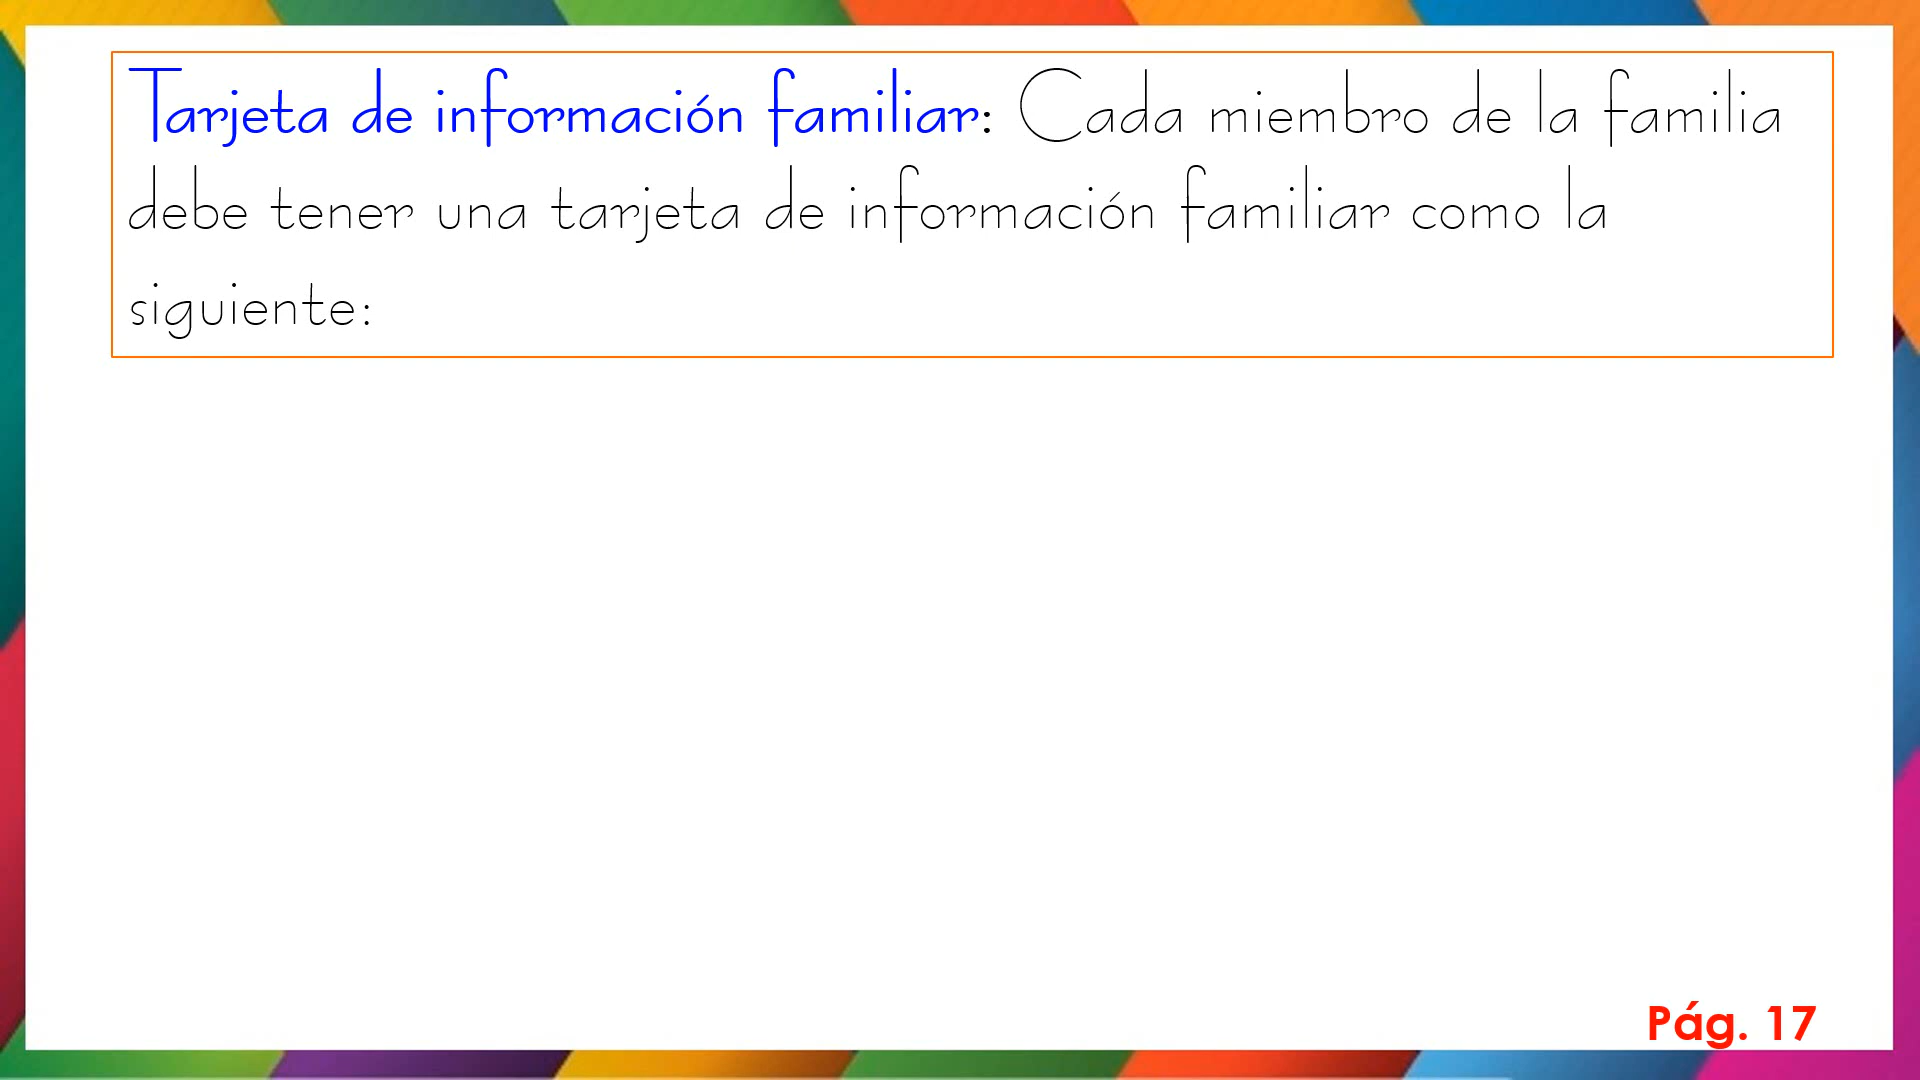 Tarjeta de información familiar: Cada miembro de la familia
debe tener una tarjeta de información familiar como la
siguiente:
Pág. 17